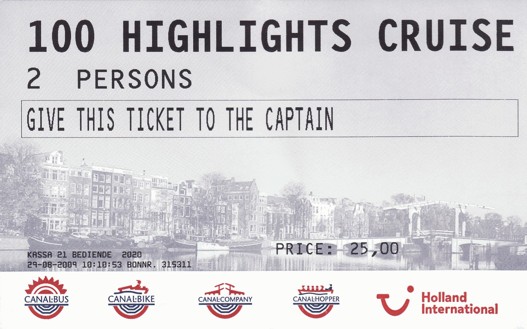 100 HIGHLIGHTS CRUISE
2 PERSONS
GIVE THIS TICKET TO THE CAPTAIN
PRICE: 25,00
KASSA 21 BEDIENDE 2020
29-08-2009 10:10:53 BONNR. 315311
CANAL·BUS
CANAL·BIKE
CANAL·COMPANY
CANAL·HOPPER
Holland
International